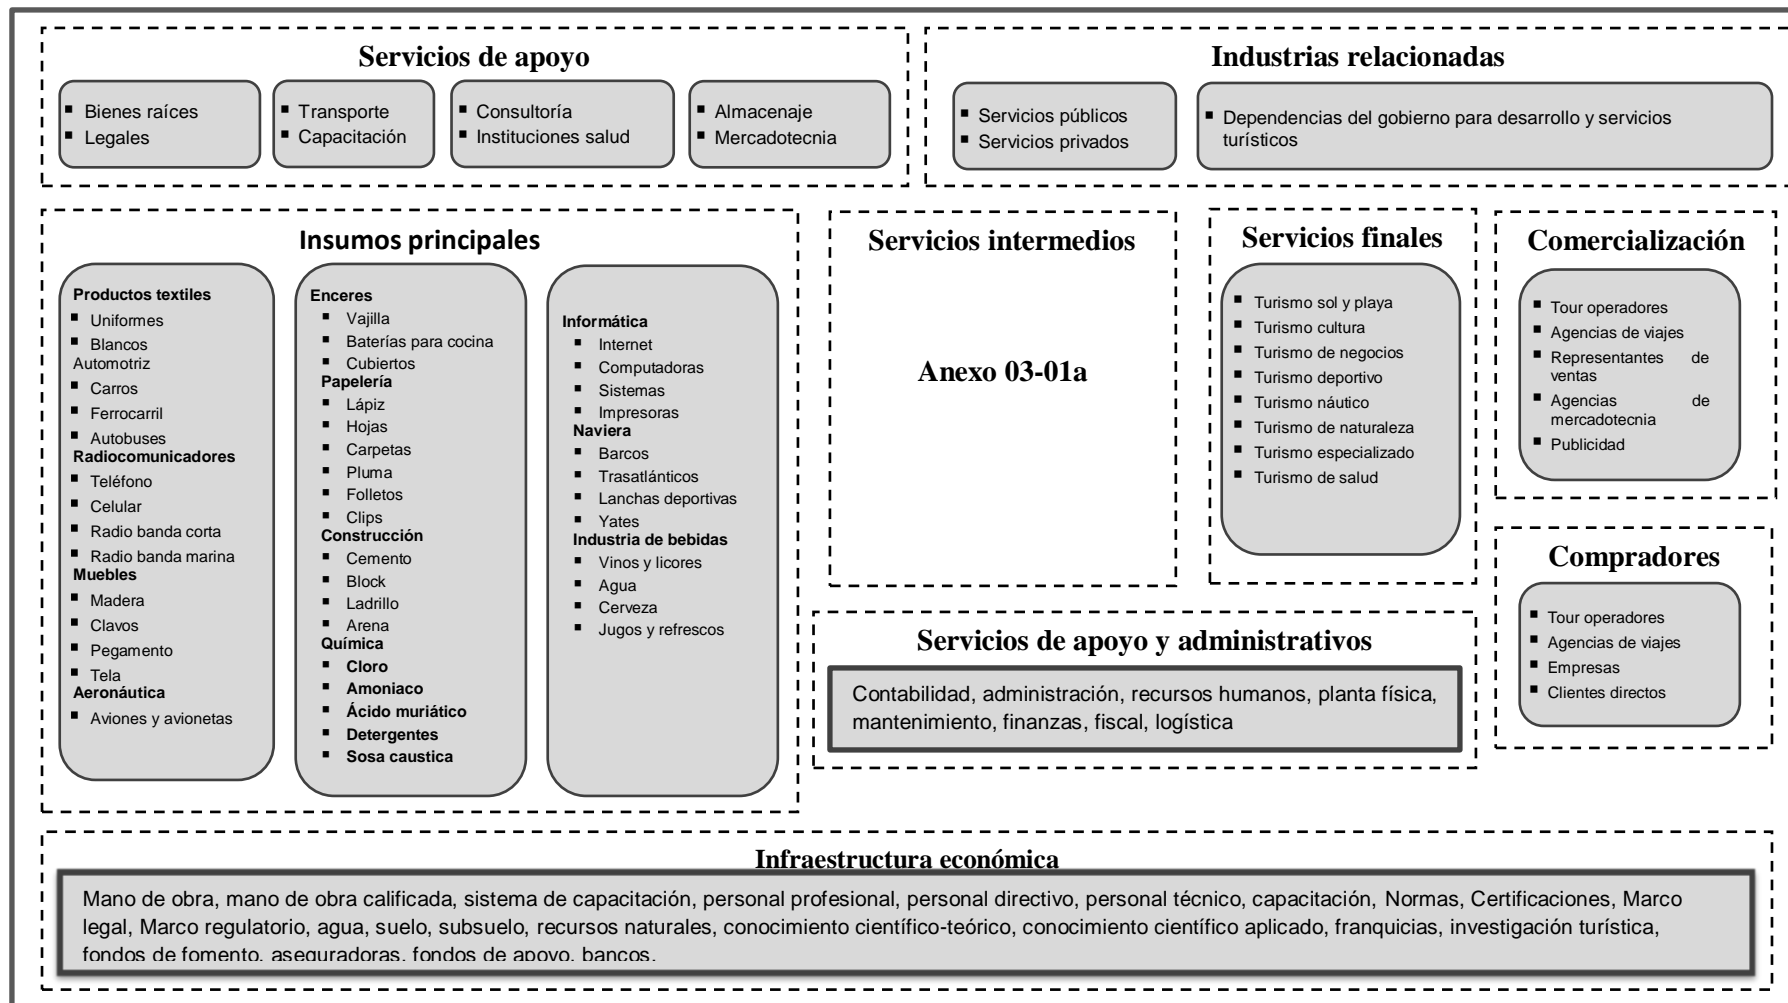 Servicios de apoyo
Bienes raíces
Legales
Transporte
Capacitación
Consultoría
Instituciones salud
Almacenaje
Mercadotecnia
Industrias relacionadas
Servicios públicos
Servicios privados
Dependencias del gobierno para desarrollo y servicios
turísticos
Insumos principales
Productos textiles
Uniformes
Blancos
Automotriz
Carros
Ferrocarril
Autobuses
Radiocomunicadores
Teléfono
Celular
Radio banda corta
Radio banda marina
Muebles
Madera
Clavos
Pegamento
Tela
Aeronáutica
Aviones y avionetas
Enceres
Vajilla
Baterías para cocina
Cubiertos
Papelería
Lápiz
Hojas
Carpetas
Pluma
Folletos
Clips
Construcción
Cemento
Block
Ladrillo
Arena
Química
Cloro
Amoniaco
Ácido muriático
Detergentes
Sosa caustica
Informática
Internet
Computadoras
Sistemas
Impresoras
Naviera
Barcos
Trasatlánticos
Lanchas deportivas
Yates
Industria de bebidas
Vinos y licores
Agua
Cerveza
Jugos y refrescos
Servicios intermedios
Anexo 03-01a
Servicios finales
Turismo sol y playa
Turismo cultura
Turismo de negocios
Turismo deportivo
Turismo náutico
Turismo de naturaleza
Turismo especializado
Turismo de salud
Comercialización
Tour operadores
Agencias de viajes
Representantes de
ventas
Agencias de
mercadotecnia
Publicidad
Compradores
Tour operadores
Agencias de viajes
Empresas
Clientes directos
Servicios de apoyo y administrativos
Contabilidad, administración, recursos humanos, planta física,
mantenimiento, finanzas, fiscal, logística
Infraestructura económica
Mano de obra, mano de obra calificada, sistema de capacitación, personal profesional, personal directivo, personal técnico, capacitación, Normas, Certificaciones, Marco
legal, Marco regulatorio, agua, suelo, subsuelo, recursos naturales, conocimiento científico-teórico, conocimiento científico aplicado, franquicias, investigación turística,
fondos de fomento, aseguradoras, fondos de apoyo, bancos.